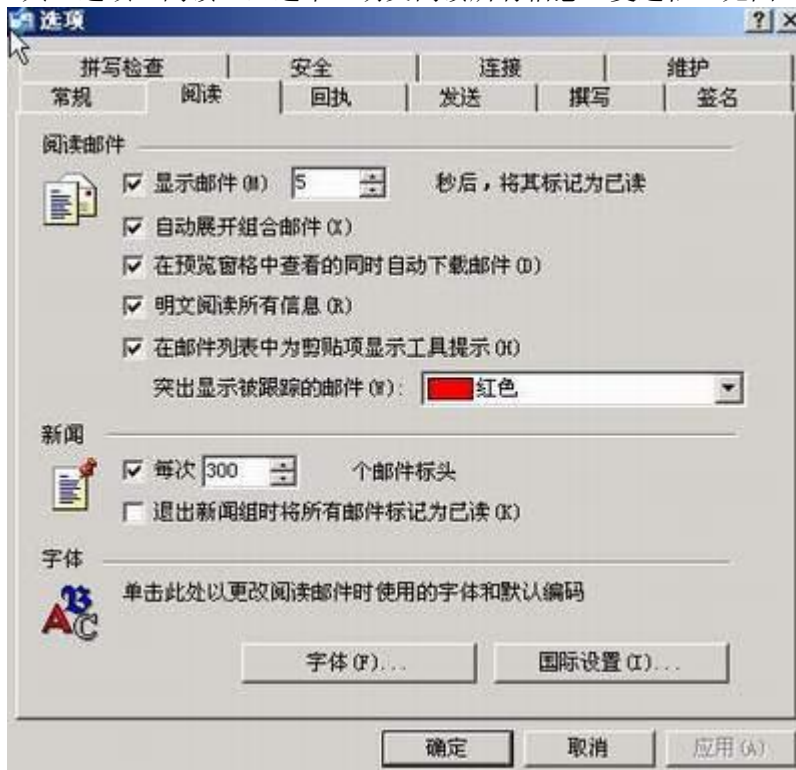 选项
拼写检查 安全 连接 维护
常规 阅读 回执 发送 撰写 签名
阅读邮件
显示邮件(M) 5 秒后，将其标记为已读
自动展开组合邮件(X)
在预览窗格中查看的同时自动下载邮件(D)
明文阅读所有信息(R)
在邮件列表中为剪贴项显示工具提示(H)
突出显示被跟踪的邮件(W): 红色
新闻
每次 300 个邮件标头
退出新闻组时将所有邮件标记为已读(K)
字体
单击此处以更改阅读邮件时使用的字体和默认编码
字体(F)... 国际设置(I)...
确定 取消 应用(A)